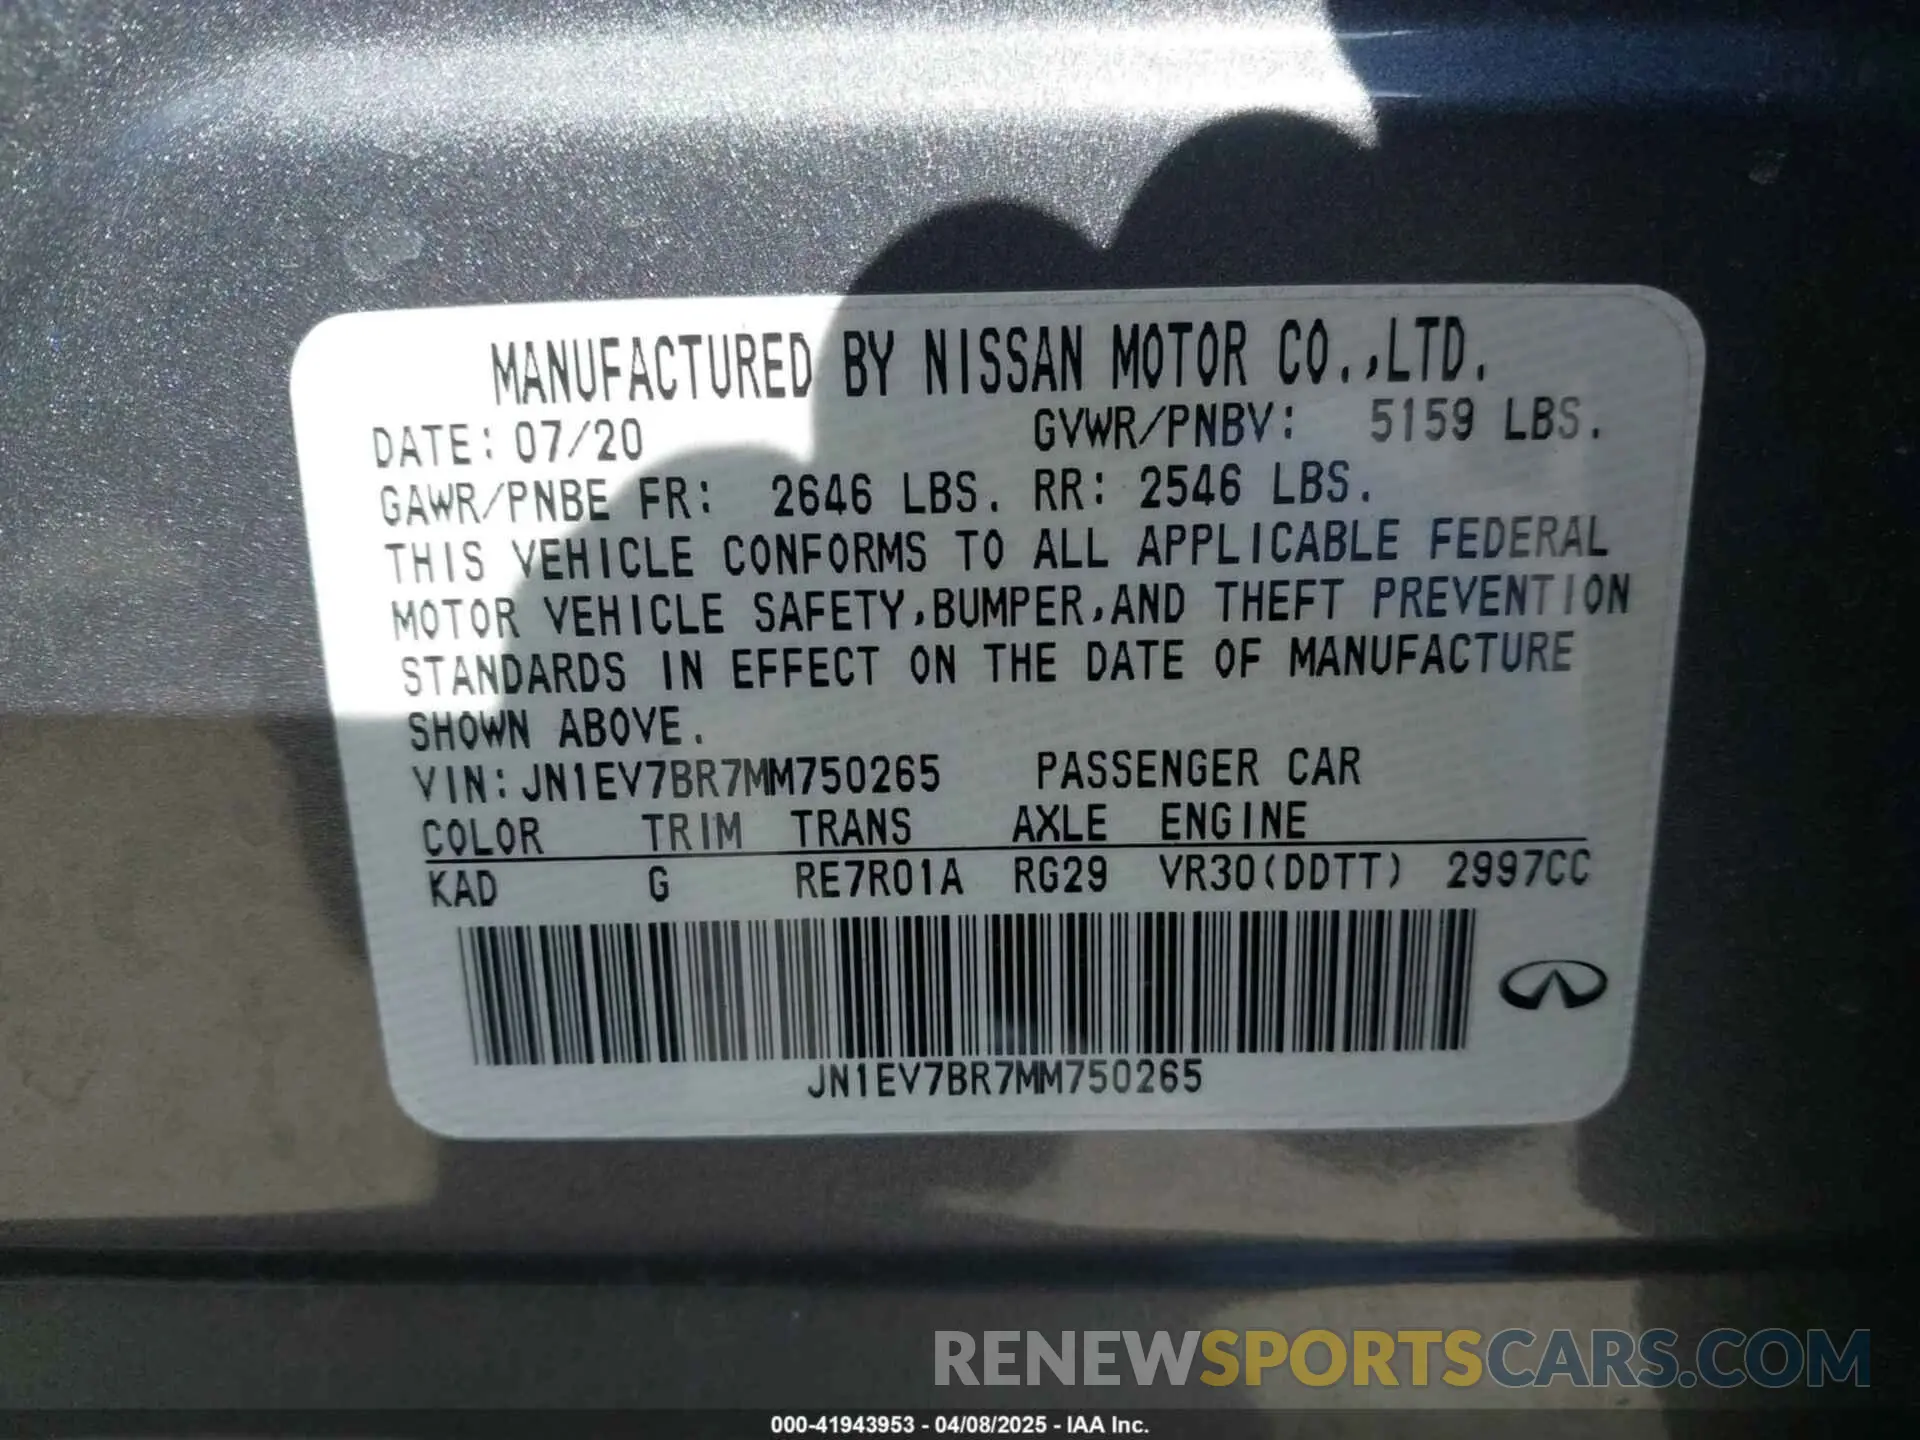 MANUFACTURED BY NISSAN MOTOR CO.,LTD.
DATE: 07/20 GVWR/PNBV: 5159 LBS.
GAWR/PNBE FR: 2646 LBS. RR: 2546 LBS.
THIS VEHICLE CONFORMS TO ALL APPLICABLE FEDERAL
MOTOR VEHICLE SAFETY,BUMPER,AND THEFT PREVENTION
STANDARDS IN EFFECT ON THE DATE OF MANUFACTURE
SHOWN ABOVE.
VIN:JN1EV7BR7MM750265 PASSENGER CAR
COLOR TRIM TRANS AXLE ENGINE
KAD G RE7R01A RG29 VR30(DDTT) 2997CC
JN1EV7BR7MM750265
RENEWSPORTSCARS.COM
000-41943953 - 04/08/2025 - IAA Inc.